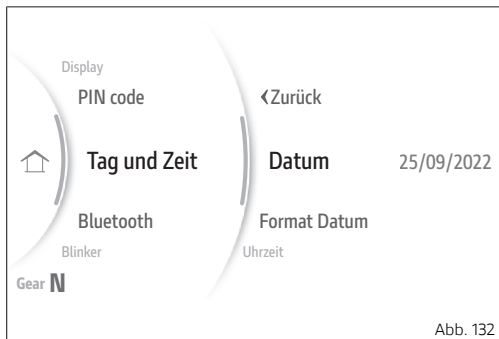 Display
PIN code
‹Zurück
Tag und Zeit
Datum
25/09/2022
Bluetooth
Format Datum
Blinker
Uhrzeit
Gear N
Abb. 132